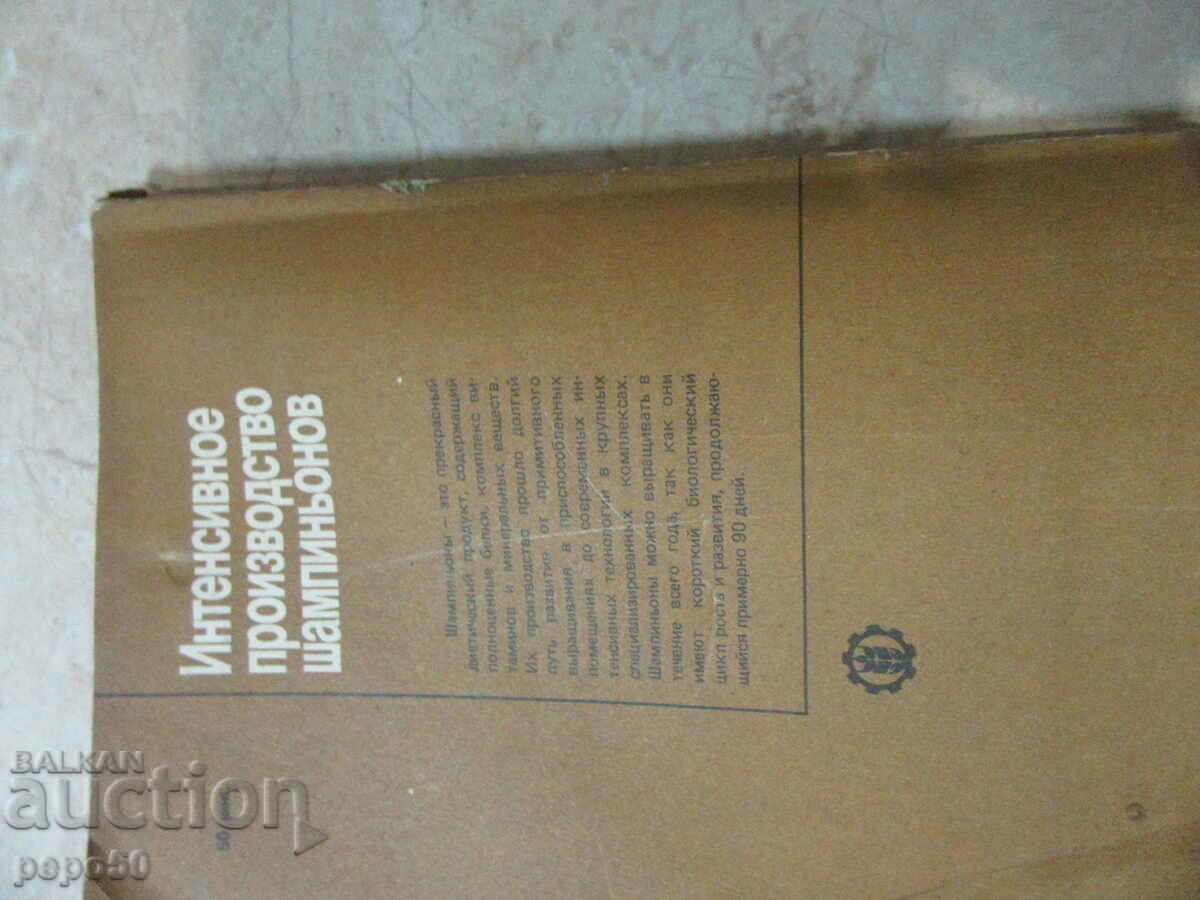 Интенсивное
производство
шампиньонов
Шампиньоны — это прекрасный
диетический продукт, содержащий
полноценные белки, комплекс ви-
таминов и минеральных веществ.
Их производство прошло долгий
путь развития от примитивного
выращивания в приспособленных
помещениях до современных ин-
тенсивных технологий в крупных
специализированных комплексах.
Шампиньоны можно выращивать в
течение всего года, так как они
имеют короткий биологический
цикл роста и развития, продолжаю-
щийся примерно 90 дней.
50 коп.
BALKAN
auction
pepo50